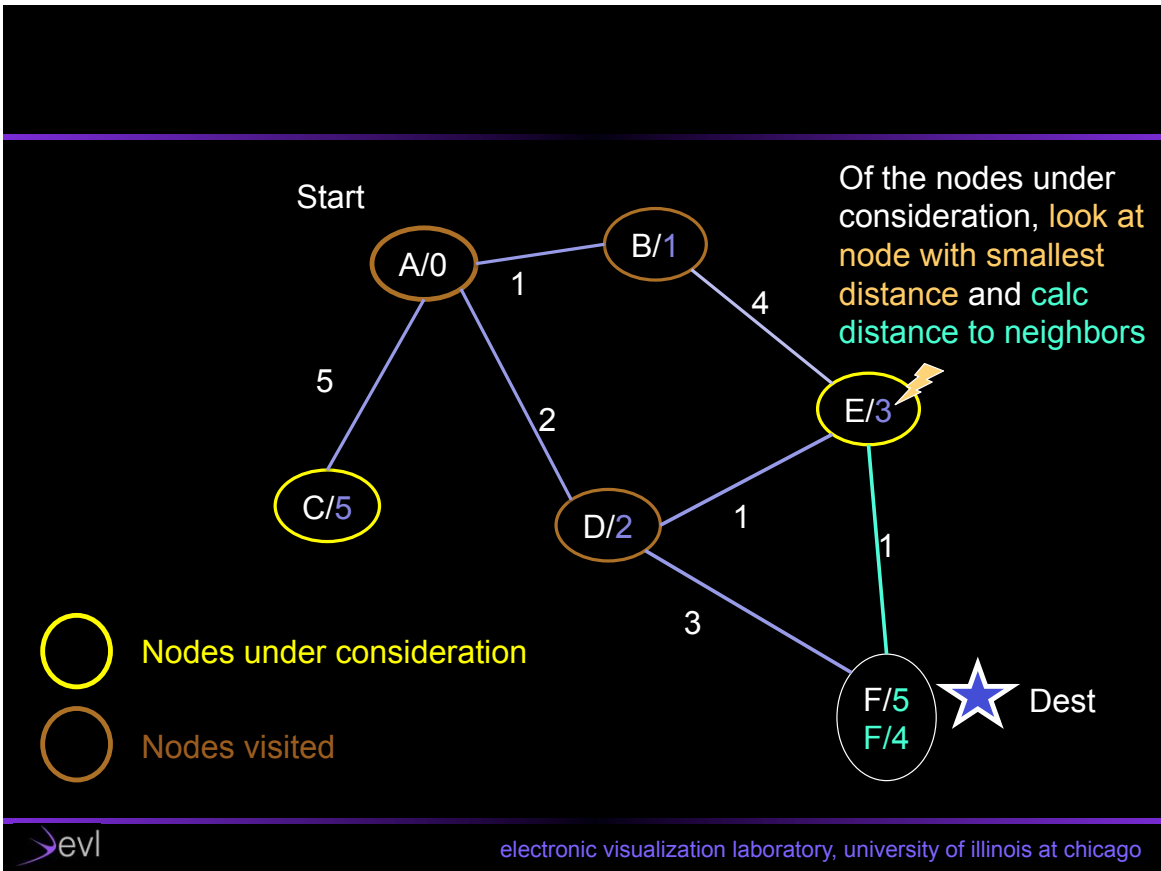 Start
Of the nodes under
consideration, look at
node with smallest
distance and calc
distance to neighbors
A/0
B/1
1
4
5
2
E/3
C/5
D/2
1
1
3
Nodes under consideration
F/5
F/4
Dest
Nodes visited
evl
electronic visualization laboratory, university of illinois at chicago